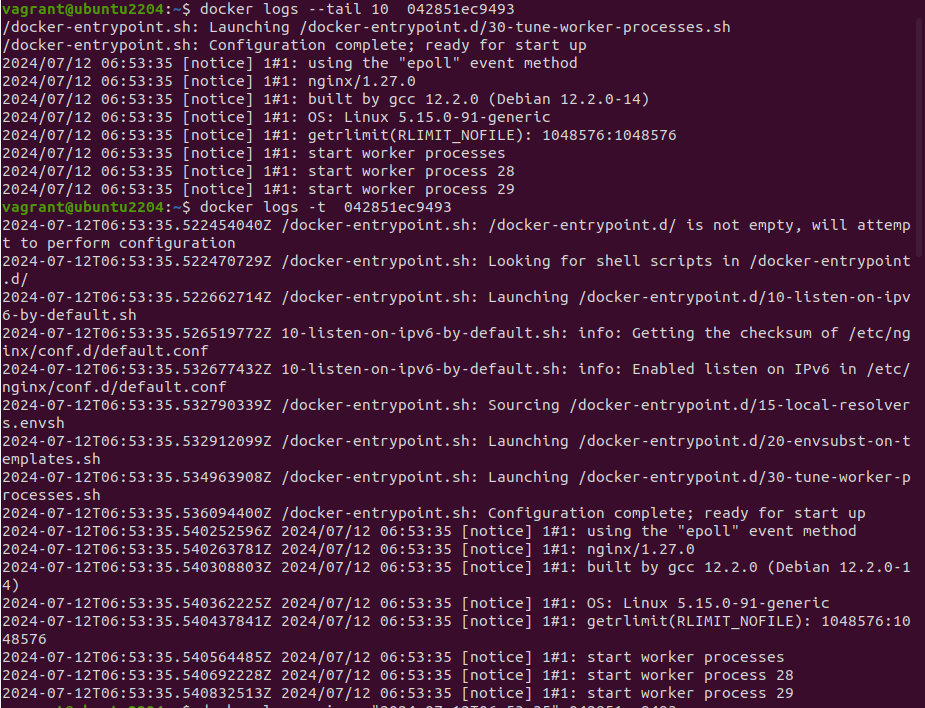 vagrant@ubuntu2204:~$ docker logs --tail 10  042851ec9493
/docker-entrypoint.sh: Launching /docker-entrypoint.d/30-tune-worker-processes.sh
/docker-entrypoint.sh: Configuration complete; ready for start up
2024/07/12 06:53:35 [notice] 1#1: using the "epoll" event method
2024/07/12 06:53:35 [notice] 1#1: nginx/1.27.0
2024/07/12 06:53:35 [notice] 1#1: built by gcc 12.2.0 (Debian 12.2.0-14)
2024/07/12 06:53:35 [notice] 1#1: OS: Linux 5.15.0-91-generic
2024/07/12 06:53:35 [notice] 1#1: getrlimit(RLIMIT_NOFILE): 1048576:1048576
2024/07/12 06:53:35 [notice] 1#1: start worker processes
2024/07/12 06:53:35 [notice] 1#1: start worker process 28
2024/07/12 06:53:35 [notice] 1#1: start worker process 29
vagrant@ubuntu2204:~$ docker logs -t  042851ec9493
2024-07-12T06:53:35.522454040Z /docker-entrypoint.sh: /docker-entrypoint.d/ is not empty, will attemp
t to perform configuration
2024-07-12T06:53:35.522470729Z /docker-entrypoint.sh: Looking for shell scripts in /docker-entrypoint
.d/
2024-07-12T06:53:35.522662714Z /docker-entrypoint.sh: Launching /docker-entrypoint.d/10-listen-on-ipv
6-by-default.sh
2024-07-12T06:53:35.526519772Z 10-listen-on-ipv6-by-default.sh: info: Getting the checksum of /etc/ng
inx/conf.d/default.conf
2024-07-12T06:53:35.532677432Z 10-listen-on-ipv6-by-default.sh: info: Enabled listen on IPv6 in /etc/
nginx/conf.d/default.conf
2024-07-12T06:53:35.532790339Z /docker-entrypoint.sh: Sourcing /docker-entrypoint.d/15-local-resolver
s.envsh
2024-07-12T06:53:35.532912099Z /docker-entrypoint.sh: Launching /docker-entrypoint.d/20-envsubst-on-t
emplates.sh
2024-07-12T06:53:35.534963908Z /docker-entrypoint.sh: Launching /docker-entrypoint.d/30-tune-worker-p
rocesses.sh
2024-07-12T06:53:35.536094400Z /docker-entrypoint.sh: Configuration complete; ready for start up
2024-07-12T06:53:35.540252596Z 2024/07/12 06:53:35 [notice] 1#1: using the "epoll" event method
2024-07-12T06:53:35.540263781Z 2024/07/12 06:53:35 [notice] 1#1: nginx/1.27.0
2024-07-12T06:53:35.540308803Z 2024/07/12 06:53:35 [notice] 1#1: built by gcc 12.2.0 (Debian 12.2.0-1
4)
2024-07-12T06:53:35.540362225Z 2024/07/12 06:53:35 [notice] 1#1: OS: Linux 5.15.0-91-generic
2024-07-12T06:53:35.540437841Z 2024/07/12 06:53:35 [notice] 1#1: getrlimit(RLIMIT_NOFILE): 1048576:10
48576
2024-07-12T06:53:35.540564485Z 2024/07/12 06:53:35 [notice] 1#1: start worker processes
2024-07-12T06:53:35.540692228Z 2024/07/12 06:53:35 [notice] 1#1: start worker process 28
2024-07-12T06:53:35.540832513Z 2024/07/12 06:53:35 [notice] 1#1: start worker process 29